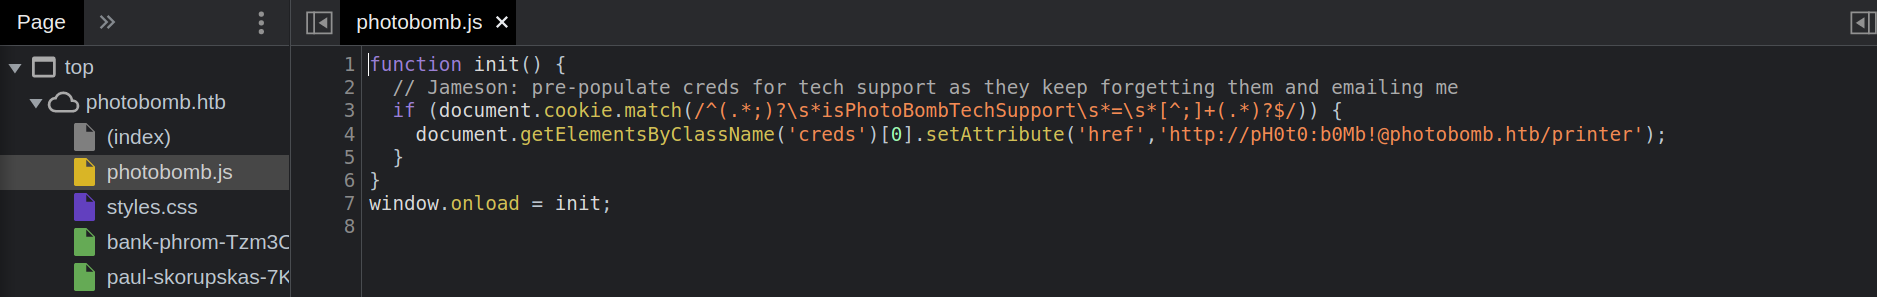 Page
photobomb.js
top
photobomb.htb
(index)
photobomb.js
styles.css
bank-phrom-Tzm3C
paul-skorupskas-7K
1 function init() {
2 // Jameson: pre-populate creds for tech support as they keep forgetting them and emailing me
3 if (document.cookie.match(/^(.*;)?\s*isPhotoBombTechSupport\s*=\s*[^;]+(.*)?$/)) {
4 document.getElementsByClassName('creds')[0].setAttribute('href','http://pH0t0:b0Mb!@photobomb.htb/printer');
5 }
6 }
7 window.onload = init;
8